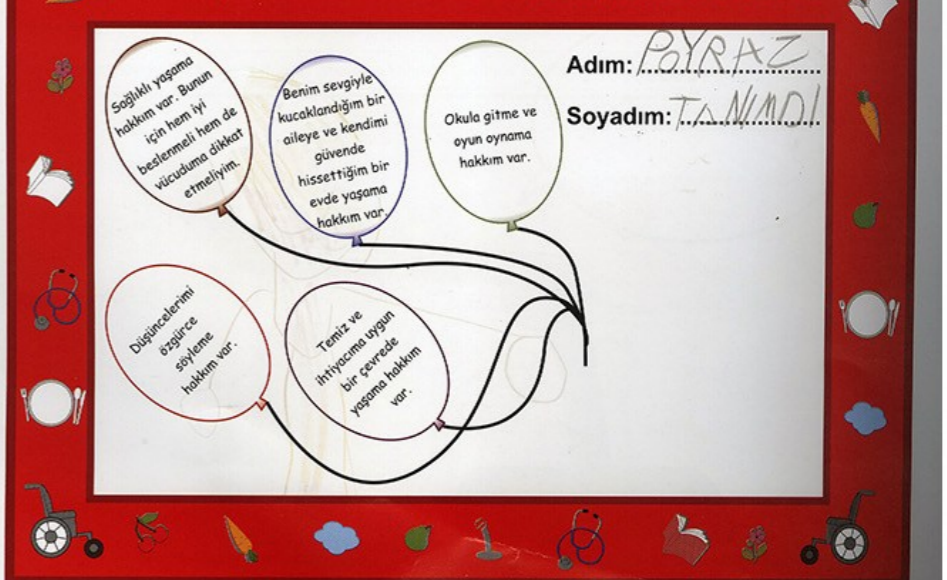 Sağlıklı yaşama
hakkım var. Bunun
için hem iyi
beslenmeli hem de
vücuduma dikkat
etmeliyim.
Benim sevgiyle
kucaklandığım bir
aileye ve kendimi
güvende
hissettiğim bir
evde yaşama
hakkım var.
Okula gitme ve
oyun oynama
hakkım var.
Adım: POYRAZ
Soyadım: TANIMDI
Düşüncelerimi
özgürce
söyleme
hakkım var.
Temiz ve
ihtiyacıma uygun
bir çevrede
yaşama hakkım
var.